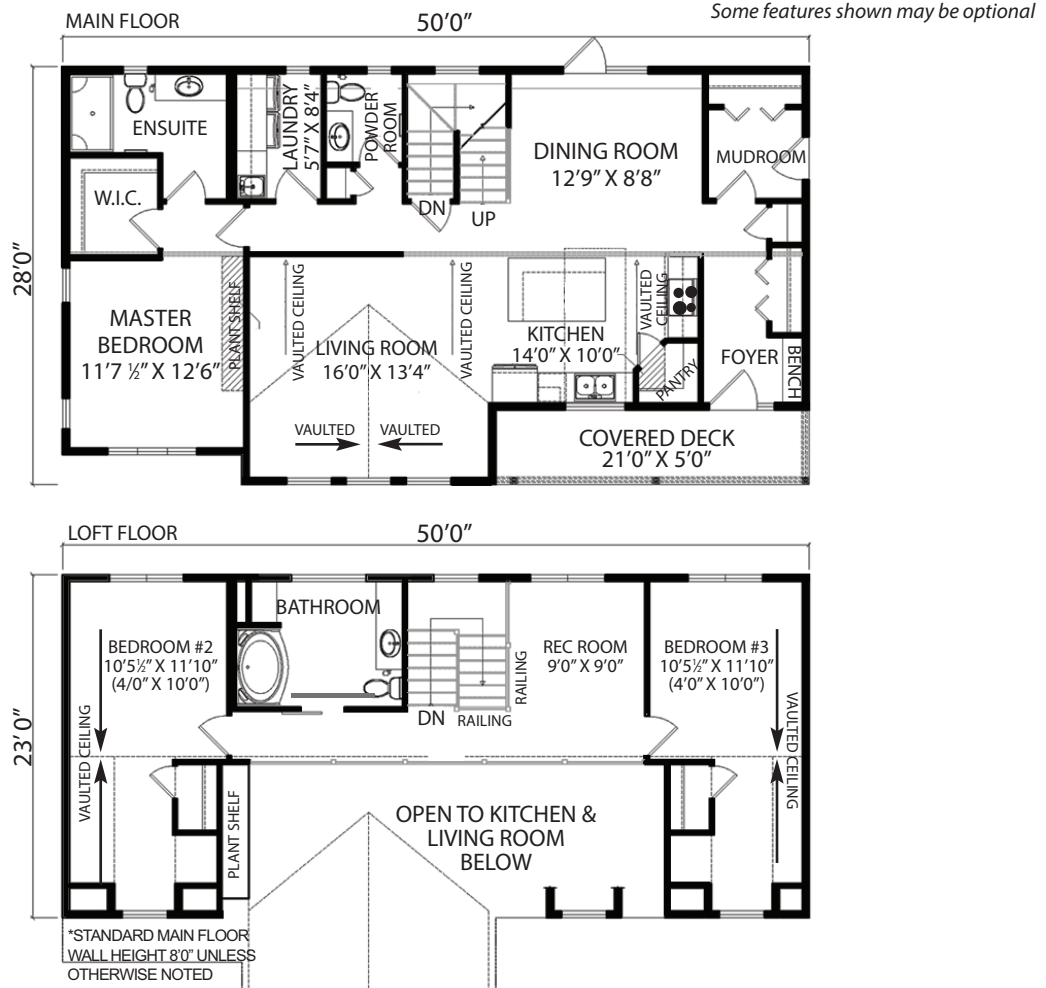 MAIN FLOOR
50'0"
Some features shown may be optional
28'0"
ENSUITE
W.I.C.
LAUNDRY
5'7" X 8'4"
POWDER
ROOM
DN
UP
DINING ROOM
12'9" X 8'8"
MUDROOM
MASTER
BEDROOM
11'7 ½" X 12'6"
PLANT SHELF
VAULTED CEILING
LIVING ROOM
16'0" X 13'4"
VAULTED
VAULTED
VAULTED CEILING
KITCHEN
14'0" X 10'0"
VAULTED
CEILING
PANTRY
FOYER
BENCH
COVERED DECK
21'0" X 5'0"
LOFT FLOOR
50'0"
23'0"
BEDROOM #2
10'5½" X 11'10"
(4/0" X 10'0")
VAULTED CEILING
BATHROOM
DN
RAILING
RAILING
REC ROOM
9'0" X 9'0"
BEDROOM #3
10'5½" X 11'10"
(4'0" X 10'0")
VAULTED CEILING
PLANT SHELF
OPEN TO KITCHEN &
LIVING ROOM
BELOW
*STANDARD MAIN FLOOR
WALL HEIGHT 8'0" UNLESS
OTHERWISE NOTED